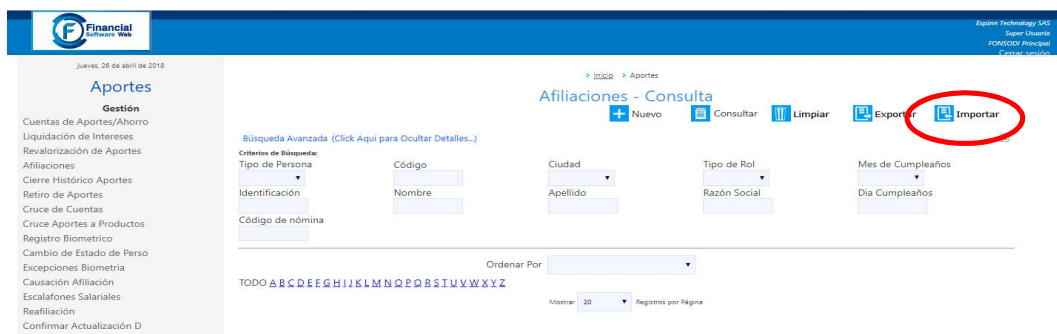 Financial
Software Web
Espinn Technology SAS
Super Usuario
FONSODI Principal
Cerrar sesión
jueves, 26 de abril de 2018
Aportes
Gestión
Cuentas de Aportes/Ahorro
Liquidación de Intereses
Revalorización de Aportes
Afiliaciones
Cierre Histórico Aportes
Retiro de Aportes
Cruce de Cuentas
Cruce Aportes a Productos
Registro Biometrico
Cambio de Estado de Perso
Excepciones Biometria
Causación Afiliación
Escalafones Salariales
Reafiliación
Confirmar Actualización D
> Inicio > Aportes
Afiliaciones - Consulta
Nuevo Consultar Limpiar Exportar Importar
Búsqueda Avanzada (Click Aqui para Ocultar Detalles...)
Criterios de Búsqueda:
Tipo de Persona Código Ciudad Tipo de Rol Mes de Cumpleaños
Identificación Nombre Apellido Razón Social Dia Cumpleaños
Código de nómina
Ordenar Por
TODO A B C D E F G H I J K L M N O P Q R S T U V W X Y Z
Mostrar 20 Registros por Página